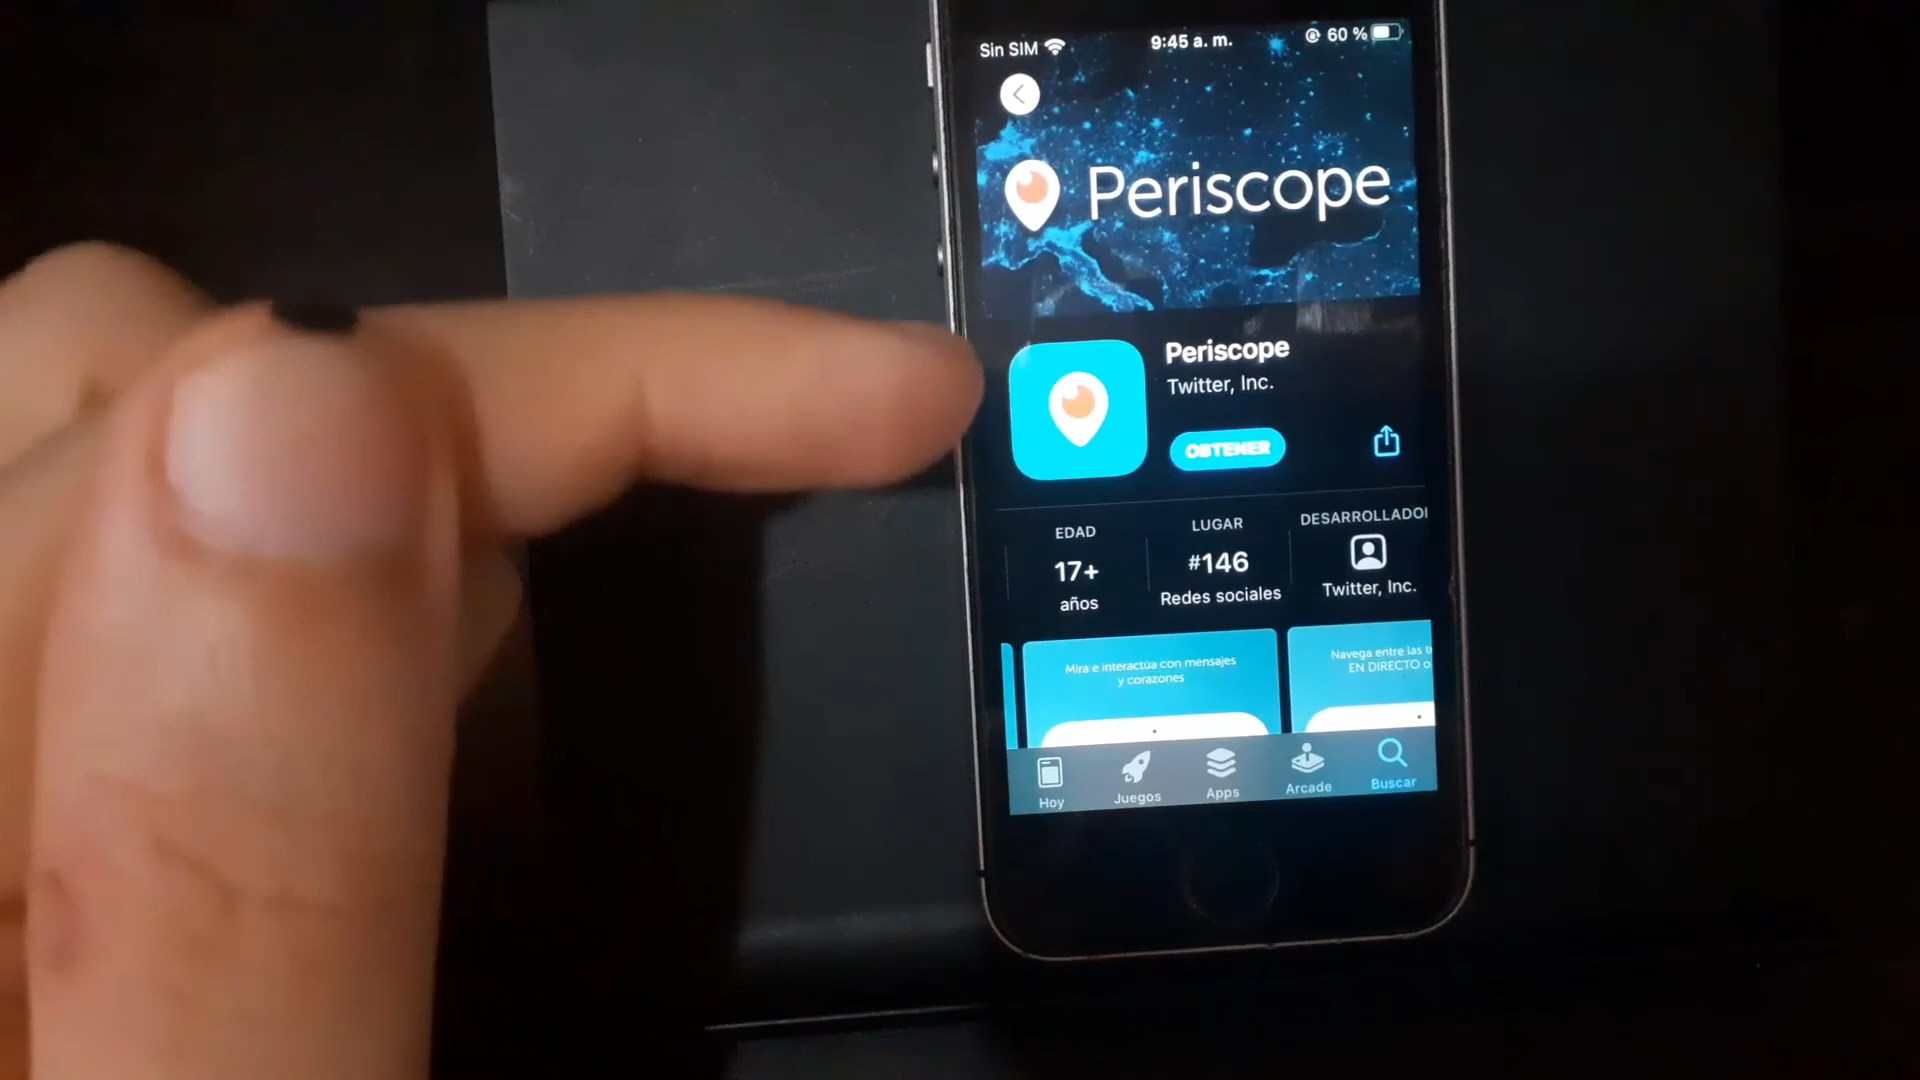 Sin SIM
9:45 a. m.
60 %
Periscope
Periscope
Twitter, Inc.
OBTENER
EDAD
17+
años
LUGAR
#146
Redes sociales
DESARROLLADO
Twitter, Inc.
Mira e interactúa con mensajes
y corazones
Navega entre las
EN DIRECTO o
Hoy
Juegos
Apps
Arcade
Buscar